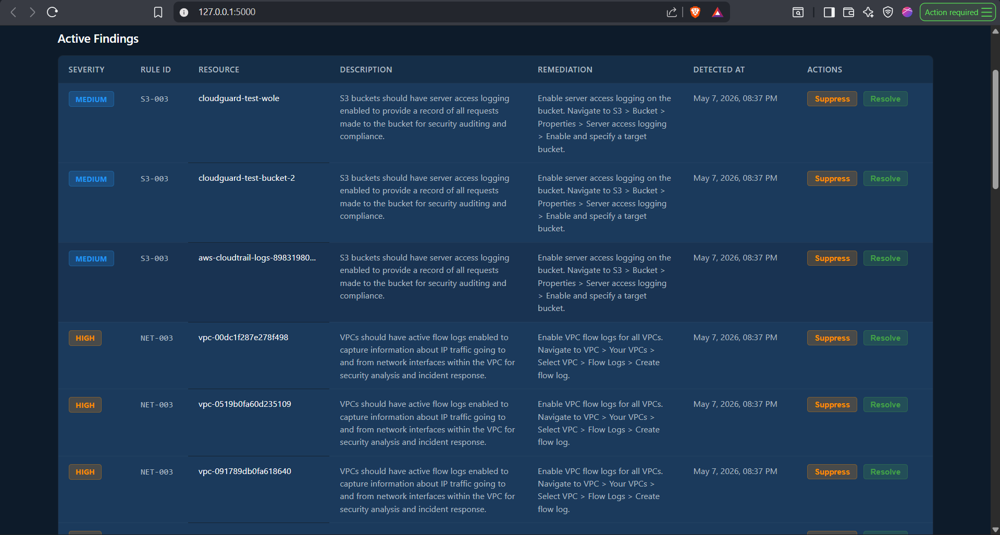 127.0.0.1:5000
Action required
Active Findings
SEVERITY RULE ID RESOURCE DESCRIPTION REMEDIATION DETECTED AT ACTIONS
MEDIUM S3-003 cloudguard-test-wole
S3 buckets should have server access logging
enabled to provide a record of all requests
made to the bucket for security auditing and
compliance.
Enable server access logging on the
bucket. Navigate to S3 > Bucket >
Properties > Server access logging
> Enable and specify a target
bucket.
May 7, 2026, 08:37 PM Suppress Resolve
MEDIUM S3-003 cloudguard-test-bucket-2
S3 buckets should have server access logging
enabled to provide a record of all requests
made to the bucket for security auditing and
compliance.
Enable server access logging on the
bucket. Navigate to S3 > Bucket >
Properties > Server access logging
> Enable and specify a target
bucket.
May 7, 2026, 08:37 PM Suppress Resolve
MEDIUM S3-003 aws-cloudtrail-logs-89831980...
S3 buckets should have server access logging
enabled to provide a record of all requests
made to the bucket for security auditing and
compliance.
Enable server access logging on the
bucket. Navigate to S3 > Bucket >
Properties > Server access logging
> Enable and specify a target
bucket.
May 7, 2026, 08:37 PM Suppress Resolve
HIGH NET-003 vpc-00dc1f287e278f498
VPCs should have active flow logs enabled to
capture information about IP traffic going to
and from network interfaces within the VPC for
security analysis and incident response.
Enable VPC flow logs for all VPCs.
Navigate to VPC > Your VPCs >
Select VPC > Flow Logs > Create
flow log.
May 7, 2026, 08:37 PM Suppress Resolve
HIGH NET-003 vpc-0519b0fa60d235109
VPCs should have active flow logs enabled to
capture information about IP traffic going to
and from network interfaces within the VPC for
security analysis and incident response.
Enable VPC flow logs for all VPCs.
Navigate to VPC > Your VPCs >
Select VPC > Flow Logs > Create
flow log.
May 7, 2026, 08:37 PM Suppress Resolve
HIGH NET-003 vpc-091789db0fa618640
VPCs should have active flow logs enabled to
capture information about IP traffic going to
and from network interfaces within the VPC for
security analysis and incident response.
Enable VPC flow logs for all VPCs.
Navigate to VPC > Your VPCs >
Select VPC > Flow Logs > Create
flow log.
May 7, 2026, 08:37 PM Suppress Resolve